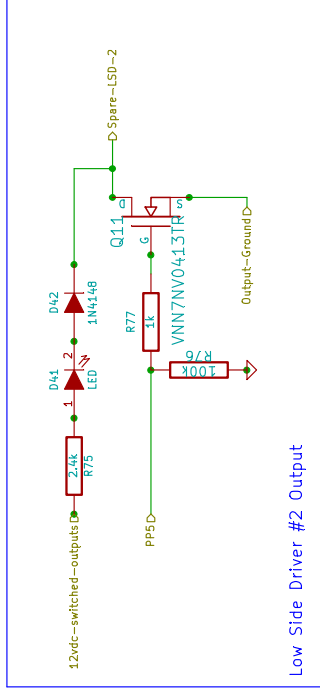 Spare-LSD-2
D
S
G
Q11
VNN7NV0413TR
Output-Ground
D42
1N4148
R77
1k
R76
100k
D41
LED
2
1
2.4k
R75
PP5
12vdc-switched-outputs
Low Side Driver #2 Output